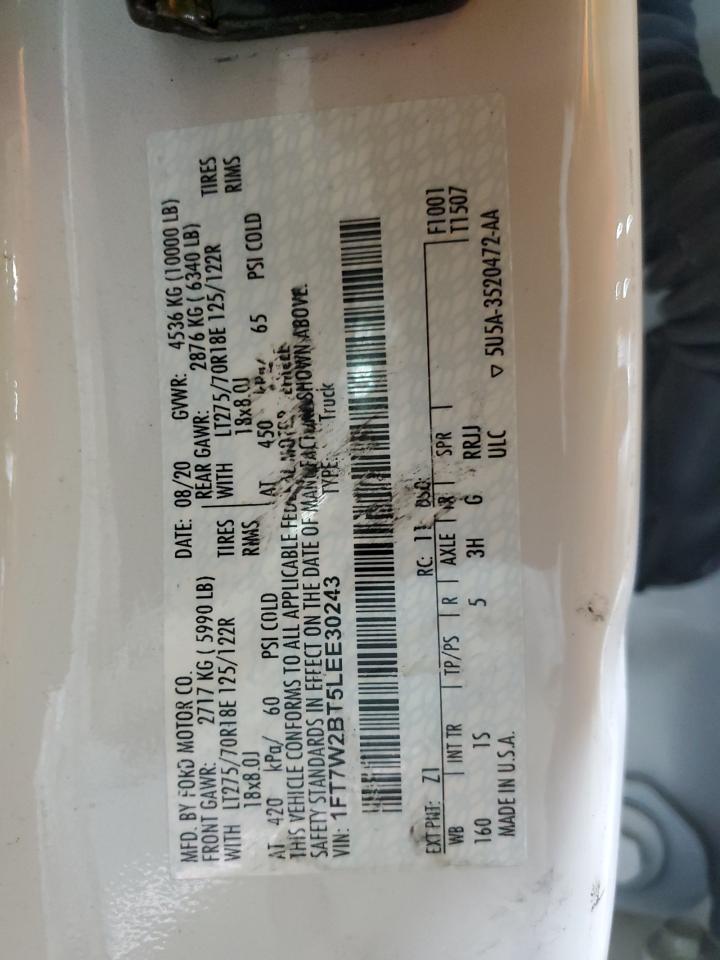 MFD. BY FORD MOTOR CO.
DATE: 08/20 GVWR: 4536 KG (10000 LB)
FRONT GAWR: 2717 KG ( 5990 LB) REAR GAWR: 2876 KG ( 6340 LB)
WITH LT275/70R18E 125/122R TIRES WITH LT275/70R18E 125/122R TIRES
18x8.0J RIMS 18x8.0J RIMS
AT 420 kPa/ 60 PSI COLD AT 450 kPa/ 65 PSI COLD
THIS VEHICLE CONFORMS TO ALL APPLICABLE FEDERAL MOTOR
SAFETY STANDARDS IN EFFECT ON THE DATE OF MANUFACTURE SHOWN ABOVE.
VIN: 1FT7W2BT5LEE30243 TYPE: Truck
F1001
T1507
EXT PNT: Z1 RC: 11 DSO:
WB INT TR TP/PS R AXLE R SPR
160 1S 5 3H G RRJJ
MADE IN U.S.A. ULC ▽ 5U5A-3520472-AA